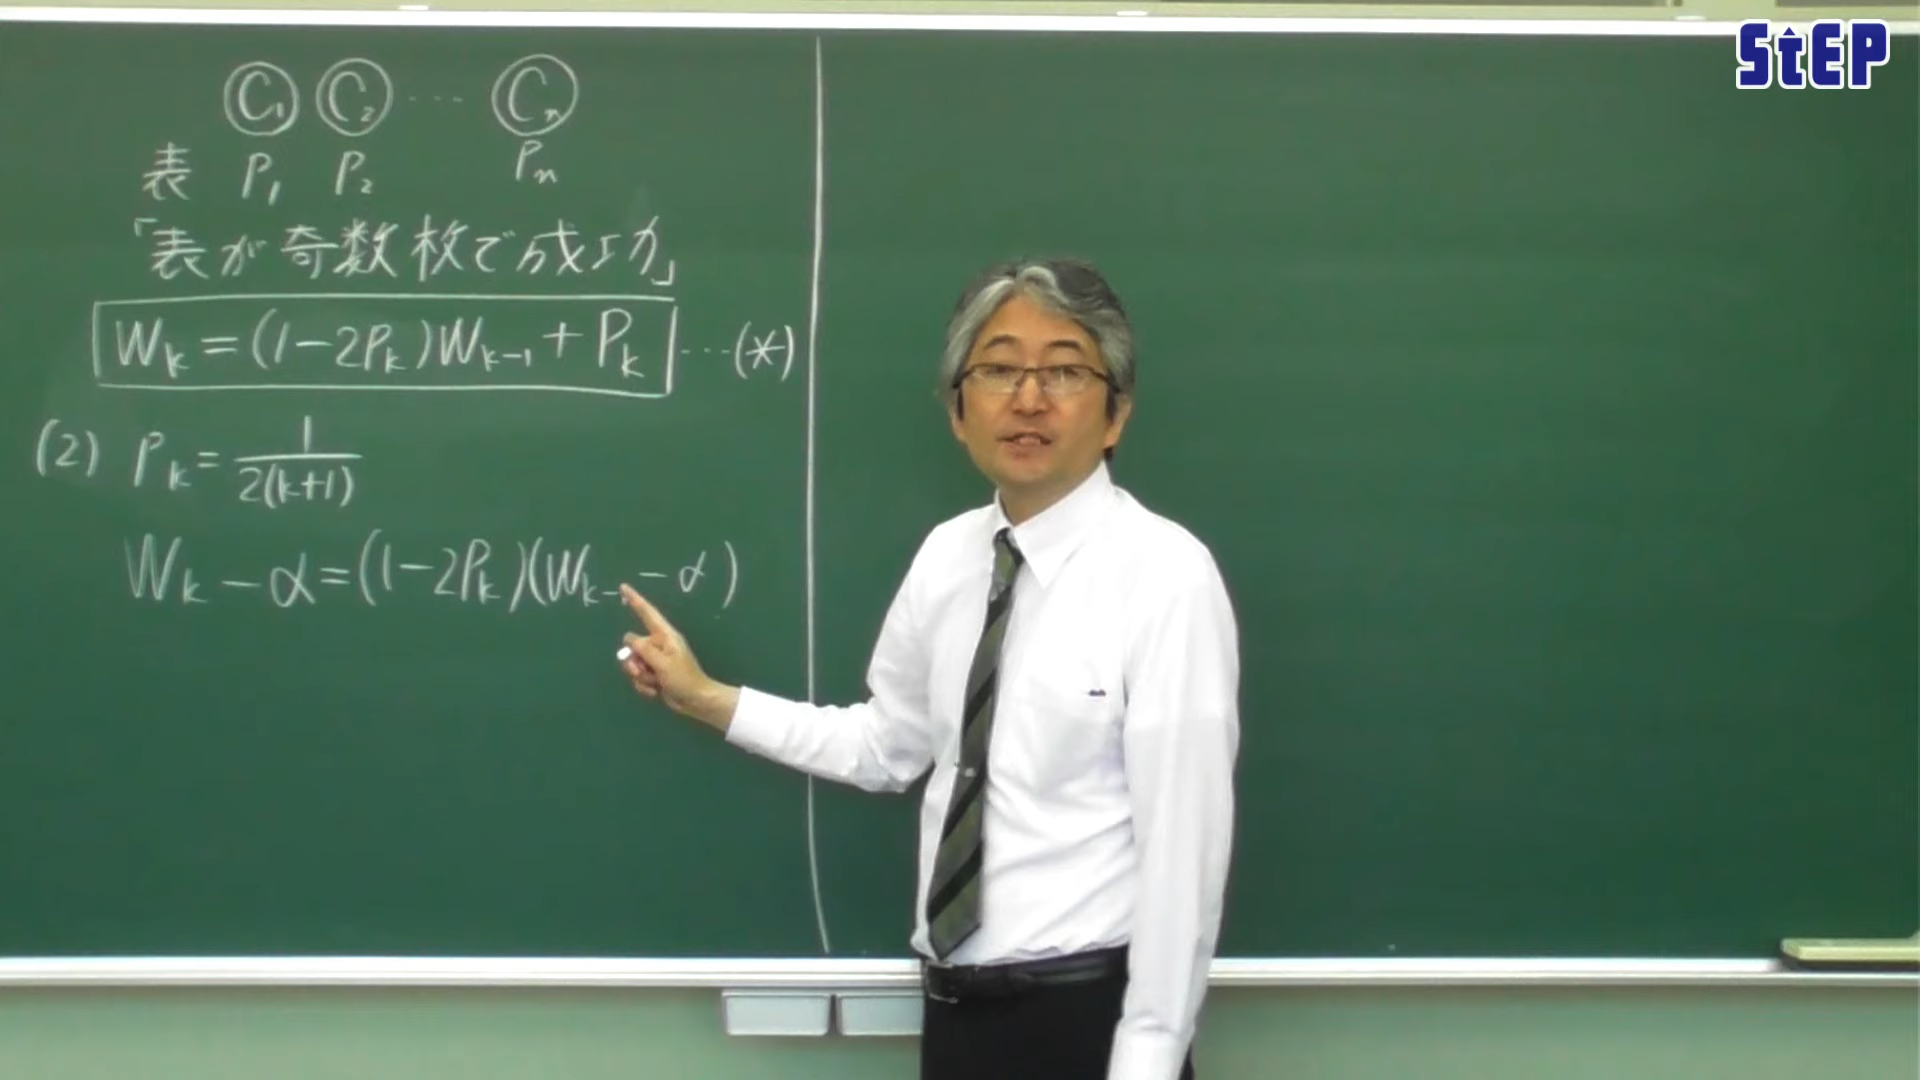 StEP
C₁ C₂ ‥‥ Cₙ
表 P₁ P₂ Pₙ
「表が奇数枚で成功」
Wₖ=(1-2Pₖ)Wₖ₋₁+Pₖ …(*)
(2) Pₖ=1/2(k+1)
Wₖ-α=(1-2Pₖ)(Wₖ₋₁-α)